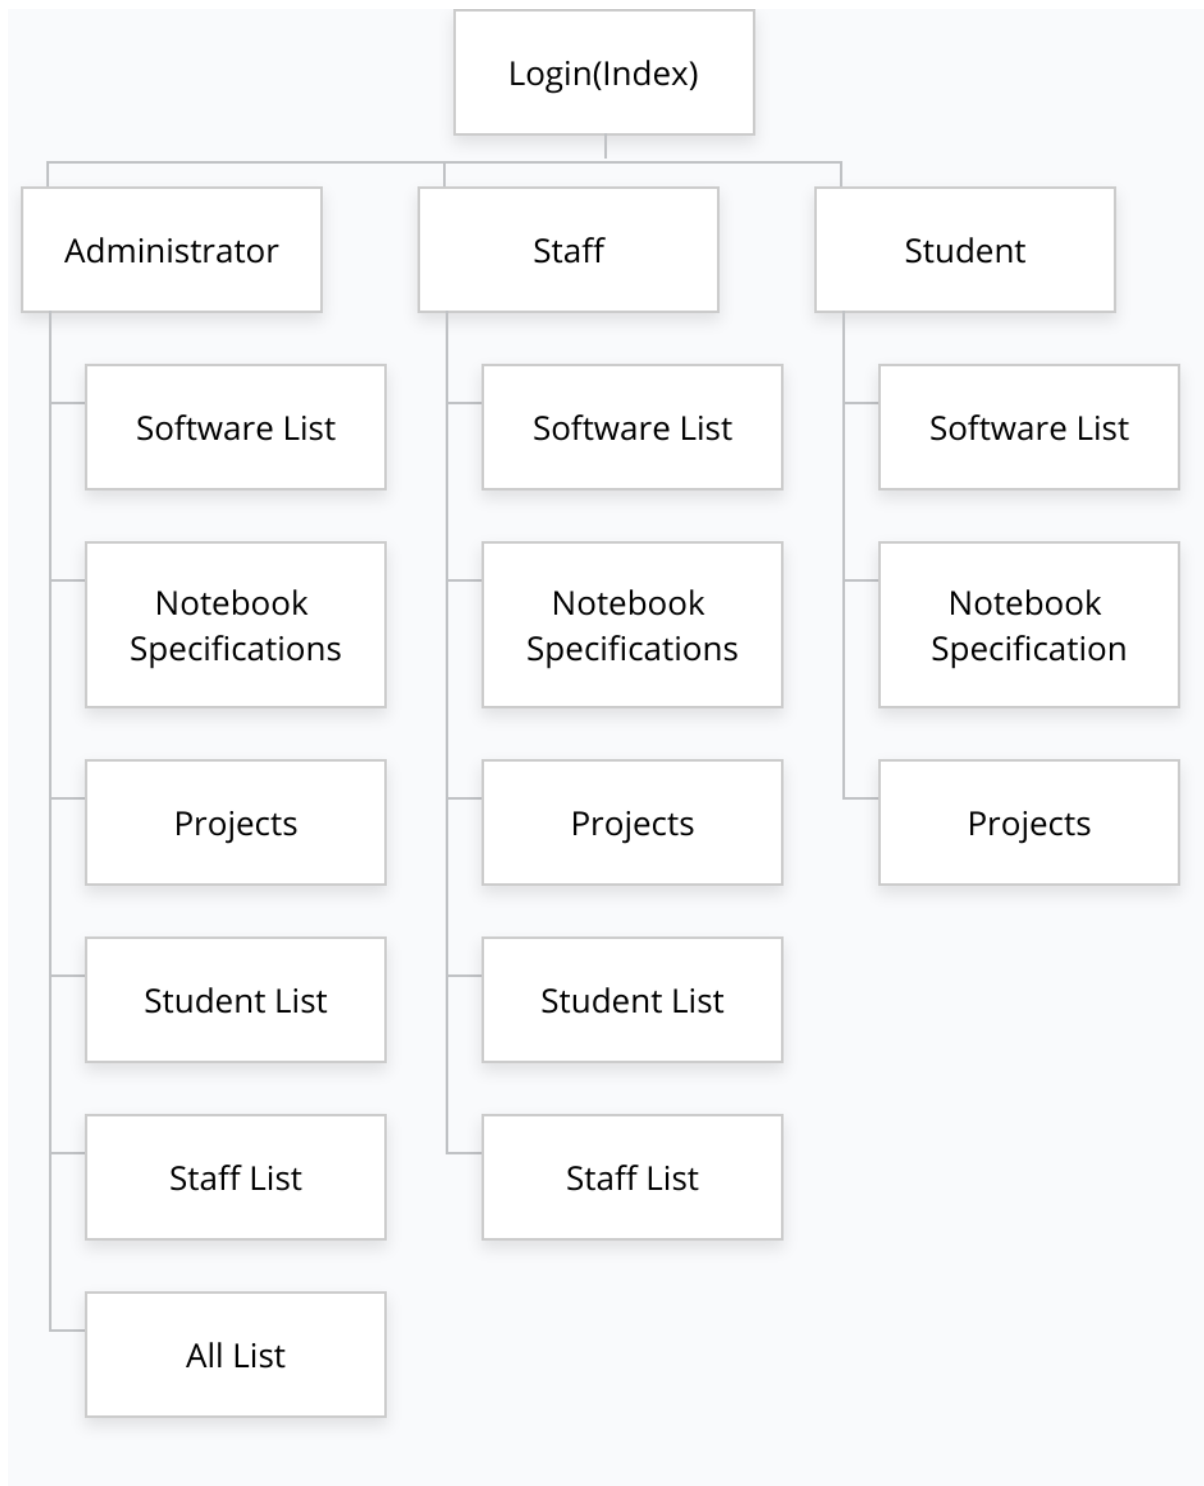 Login(Index)
Administrator
Staff
Student
Software List
Software List
Software List
Notebook
Specifications
Notebook
Specifications
Notebook
Specification
Projects
Projects
Projects
Student List
Student List
Staff List
Staff List
All List